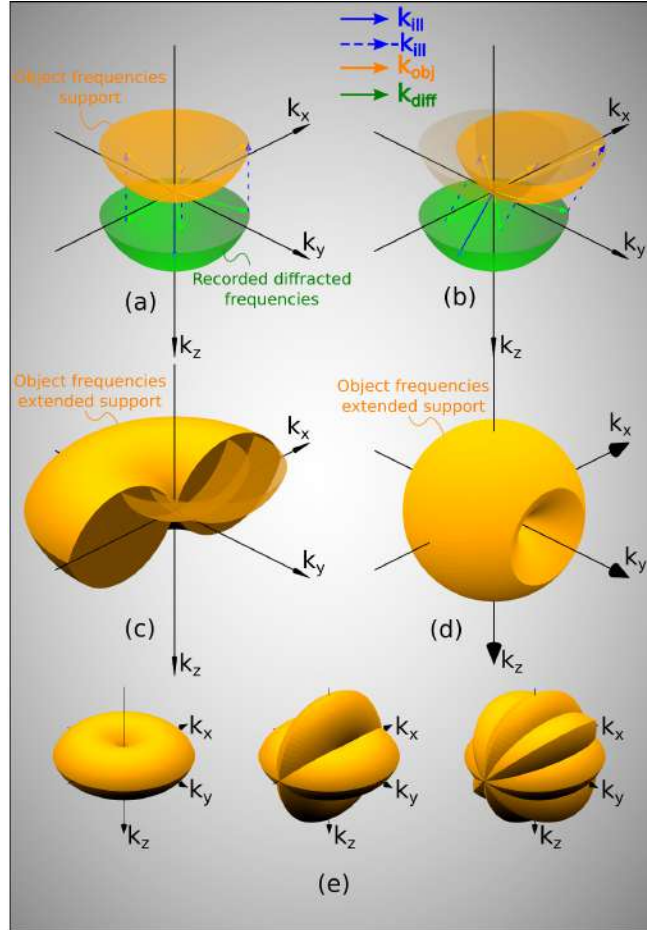 k_ill
-k_ill
k_obj
k_diff
Object frequencies
support
k_x
k_x
k_y
k_y
Recorded diffracted
frequencies
(a)
(b)
k_z
k_z
Object frequencies
extended support
Object frequencies
extended support
k_x
k_x
k_y
k_y
(c)
(d)
k_z
k_z
k_x
k_x
k_x
k_y
k_y
k_y
k_z
k_z
k_z
(e)